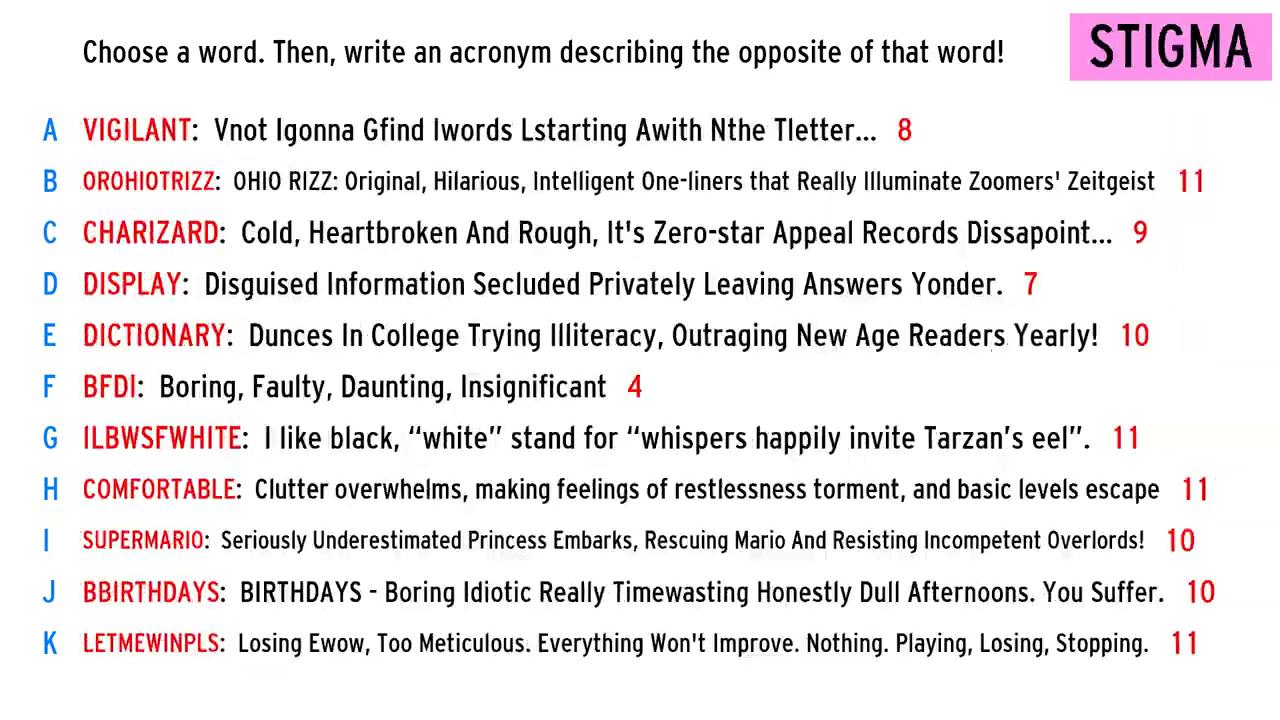 Choose a word. Then, write an acronym describing the opposite of that word!
STIGMA
A VIGILANT: Vnot Igonna Gfind Iwords Lstarting Awith Nthe Tletter... 8
B OROHIOTRIZZ: OHIO RIZZ: Original, Hilarious, Intelligent One-liners that Really Illuminate Zoomers' Zeitgeist 11
C CHARIZARD: Cold, Heartbroken And Rough, It's Zero-star Appeal Records Dissapoint... 9
D DISPLAY: Disguised Information Secluded Privately Leaving Answers Yonder. 7
E DICTIONARY: Dunces In College Trying Illiteracy, Outraging New Age Readers Yearly! 10
F BFDI: Boring, Faulty, Daunting, Insignificant 4
G ILBWSFWHITE: I like black, “white” stand for “whispers happily invite Tarzan’s eel”. 11
H COMFORTABLE: Clutter overwhelms, making feelings of restlessness torment, and basic levels escape 11
I SUPERMARIO: Seriously Underestimated Princess Embarks, Rescuing Mario And Resisting Incompetent Overlords! 10
J BBIRTHDAYS: BIRTHDAYS - Boring Idiotic Really Timewasting Honestly Dull Afternoons. You Suffer. 10
K LETMEWINPLS: Losing Ewow, Too Meticulous. Everything Won't Improve. Nothing. Playing, Losing, Stopping. 11